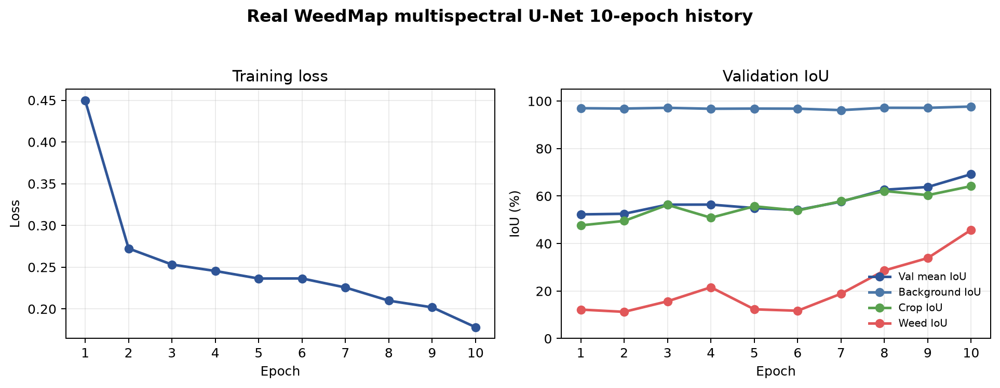 Real WeedMap multispectral U-Net 10-epoch history
Training loss
0.45
0.40
0.35
0.30
0.25
0.20
Loss
1 2 3 4 5 6 7 8 9 10
Epoch
Validation IoU
100
80
60
40
20
0
IoU (%)
Val mean IoU
Background IoU
Crop IoU
Weed IoU
1 2 3 4 5 6 7 8 9 10
Epoch